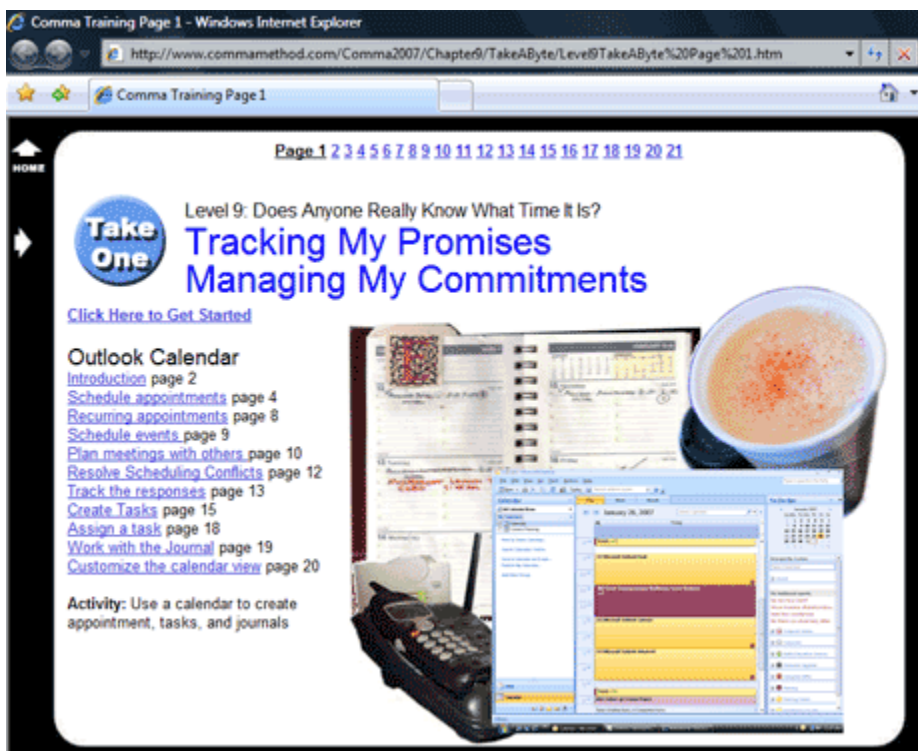 Comma Training Page 1 - Windows Internet Explorer
http://www.commamethod.com/Comma2007/Chapter9/TakeAByte/Level9TakeAByte%20Page%201.htm
Comma Training Page 1
HOME
Page 1 2 3 4 5 6 7 8 9 10 11 12 13 14 15 16 17 18 19 20 21
Take
One
Level 9: Does Anyone Really Know What Time It Is?
Tracking My Promises
Managing My Commitments
Click Here to Get Started
Outlook Calendar
Introduction page 2
Schedule appointments page 4
Recurring appointments page 8
Schedule events page 9
Plan meetings with others page 10
Resolve Scheduling Conflicts page 12
Track the responses page 13
Create Tasks page 15
Assign a task page 18
Work with the Journal page 19
Customize the calendar view page 20
Activity: Use a calendar to create
appointment, tasks, and journals
January 26, 2007